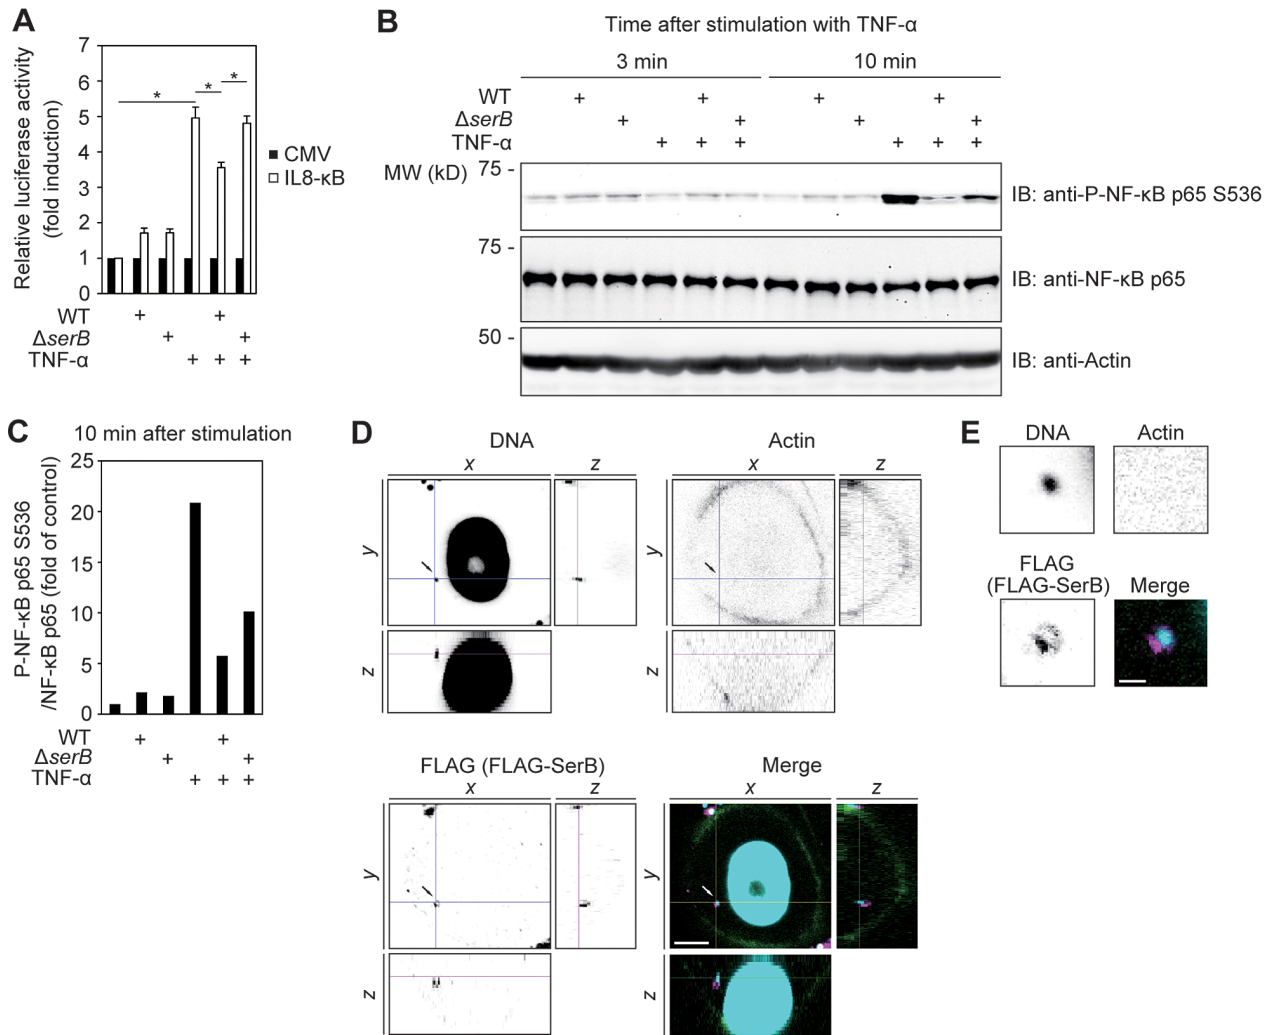 A
Relative luciferase activity
(fold induction)
7
6
5
4
3
2
1
0
* * *
CMV
IL8-κB
WT + +
ΔserB + +
TNF-α + + +
B
Time after stimulation with TNF-α
3 min 10 min
WT + + + +
ΔserB + + + +
TNF-α + + + + + +
MW (kD)
75 -
IB: anti-P-NF-κB p65 S536
75 -
IB: anti-NF-κB p65
50 -
IB: anti-Actin
C
10 min after stimulation
P-NF-κB p65 S536
/NF-κB p65 (fold of control)
25
20
15
10
5
0
WT + +
ΔserB + +
TNF-α + + +
D
DNA Actin
x z x z
y y
z z
FLAG (FLAG-SerB) Merge
x z x z
y y
z z
E
DNA Actin
FLAG
(FLAG-SerB) Merge